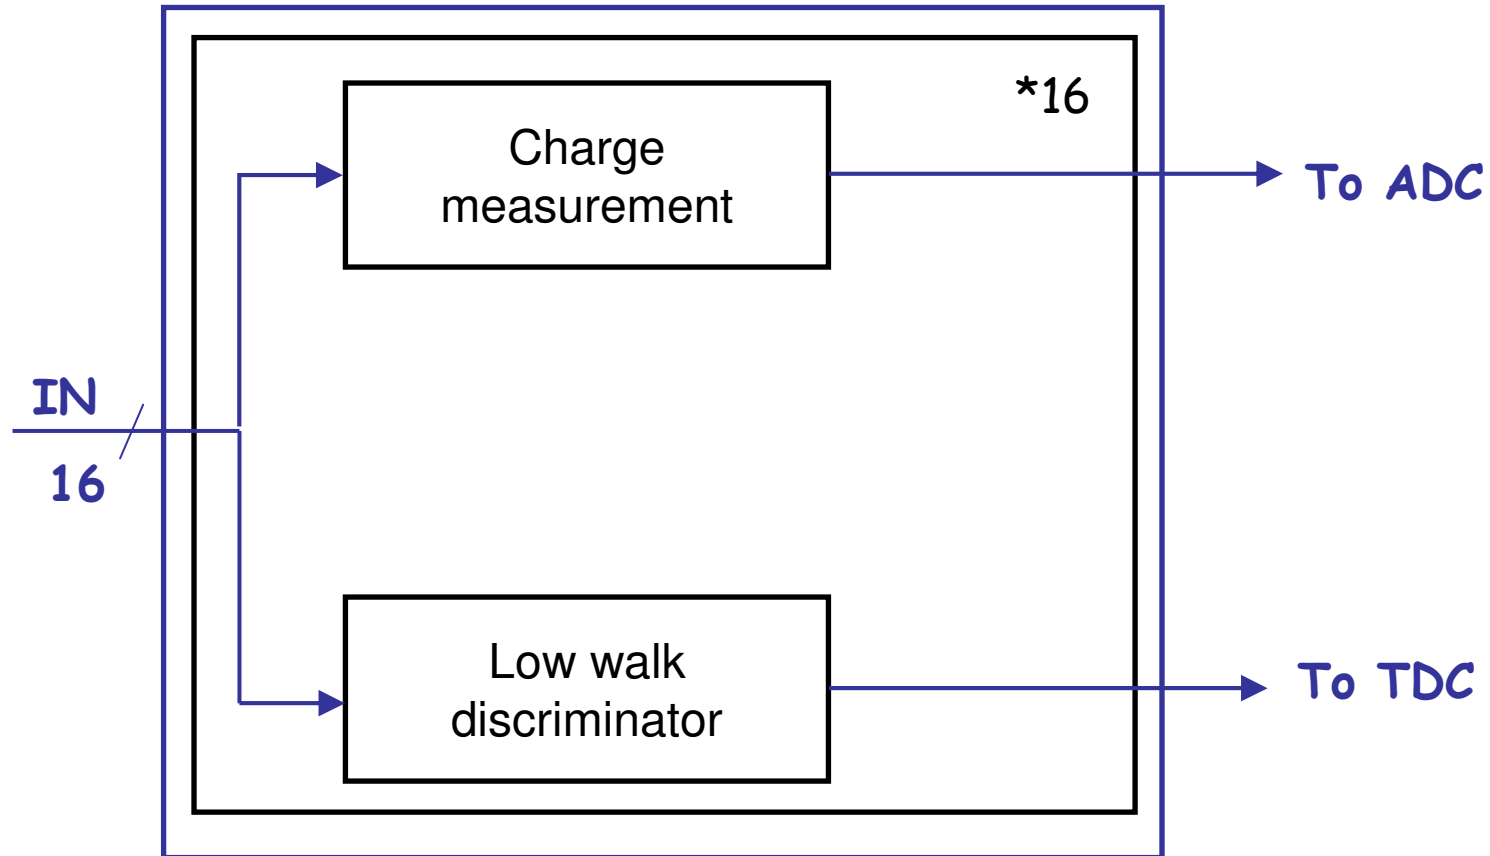 *16
Charge
measurement
To ADC
IN
16
Low walk
discriminator
To TDC